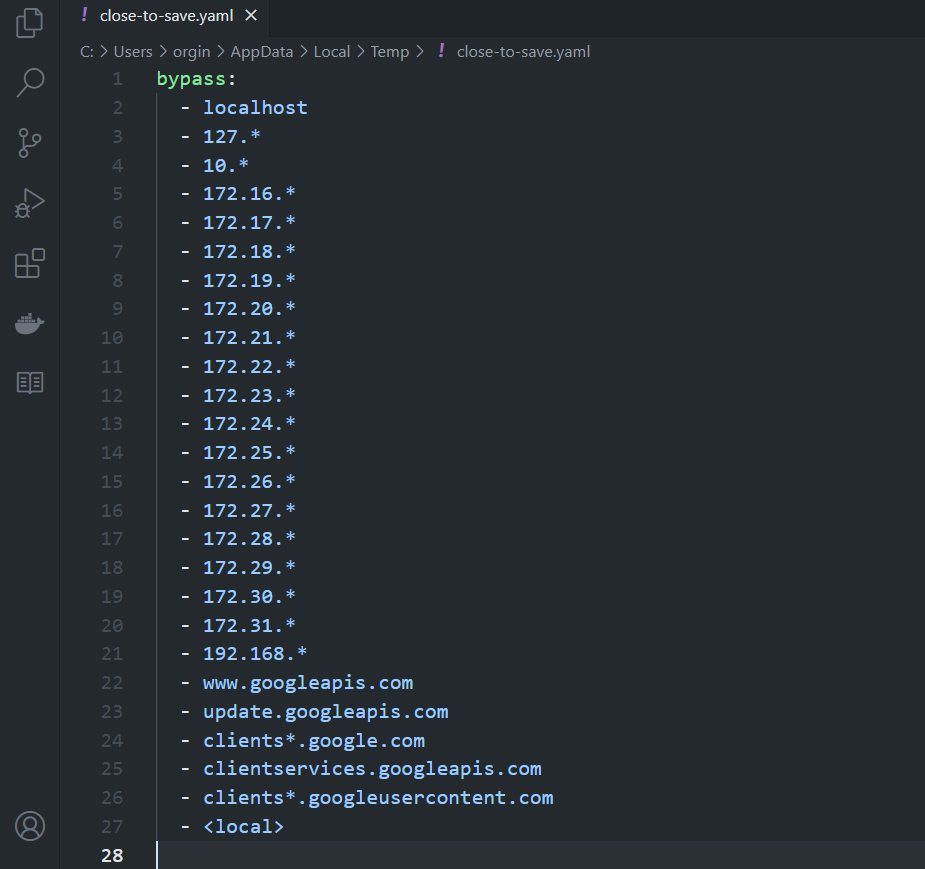 ! close-to-save.yaml ×
C: > Users > orgin > AppData > Local > Temp > ! close-to-save.yaml
1 bypass:
2   - localhost
3   - 127.*
4   - 10.*
5   - 172.16.*
6   - 172.17.*
7   - 172.18.*
8   - 172.19.*
9   - 172.20.*
10   - 172.21.*
11   - 172.22.*
12   - 172.23.*
13   - 172.24.*
14   - 172.25.*
15   - 172.26.*
16   - 172.27.*
17   - 172.28.*
18   - 172.29.*
19   - 172.30.*
20   - 172.31.*
21   - 192.168.*
22   - www.googleapis.com
23   - update.googleapis.com
24   - clients*.google.com
25   - clientservices.googleapis.com
26   - clients*.googleusercontent.com
27   - <local>
28